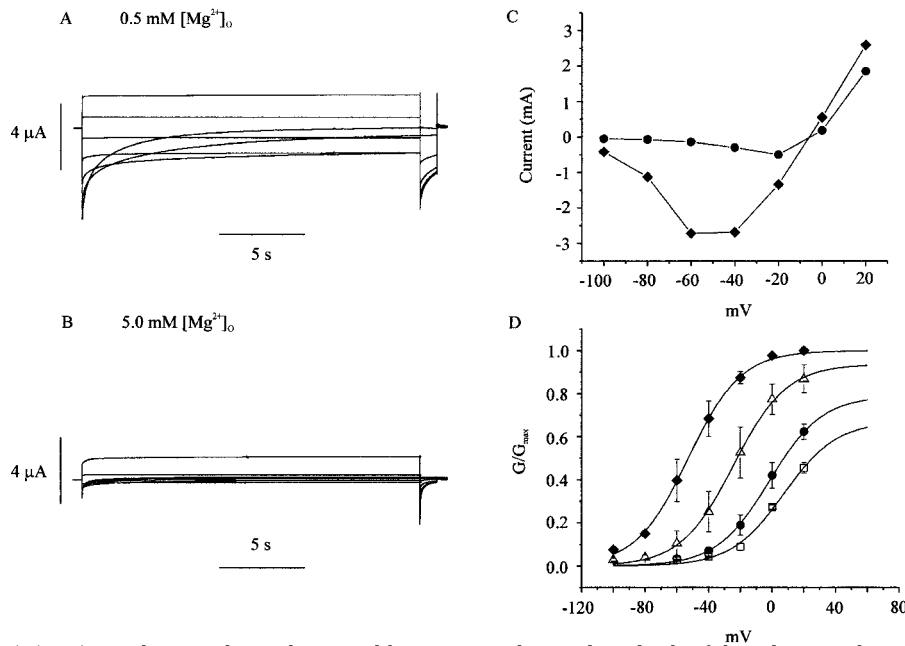 A 0.5 mM [Mg²⁺]ₒ
4 μA
5 s
B 5.0 mM [Mg²⁺]ₒ
4 μA
5 s
C
Current (mA)
3
2
1
0
-1
-2
-3
-100 -80 -60 -40 -20 0 20
mV
D
G/Gmax
1.0
0.8
0.6
0.4
0.2
0.0
-120 -80 -40 0 40 80
mV